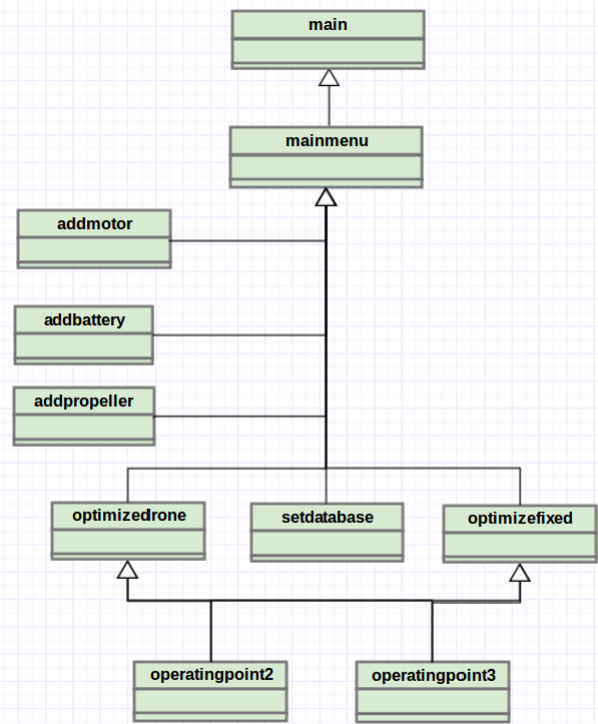 main
mainmenu
addmotor
addbattery
addpropeller
optimizedrone
setdatabase
optimizefixed
operatingpoint2
operatingpoint3